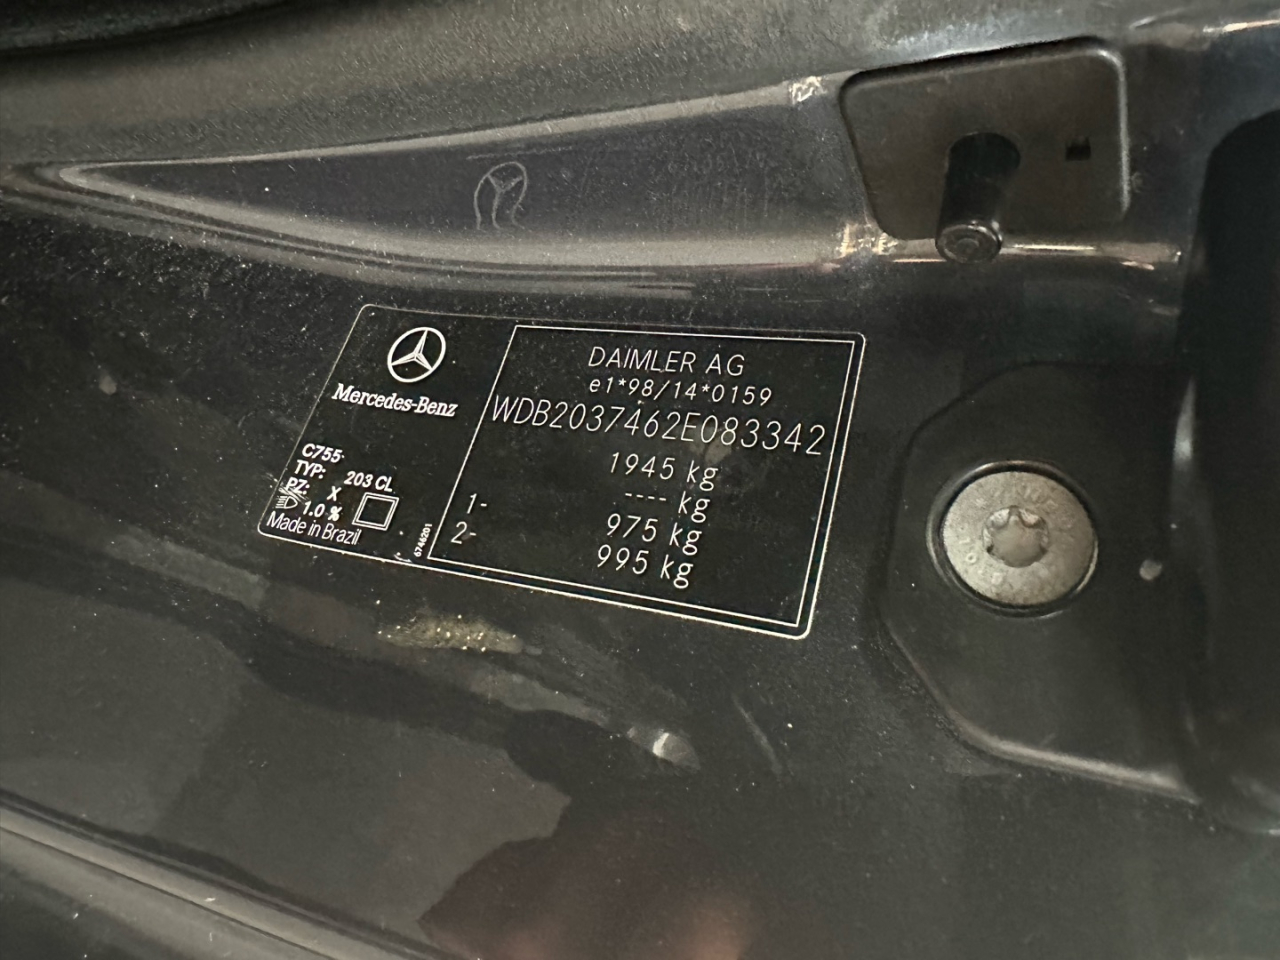 Mercedes-Benz
C755
TYP: 203 CL
PZ: X
1.0 %
Made in Brazil
6746201
DAIMLER AG
e1*98/14*0159
WDB2037462E083342
1945 kg
1- ---- kg
2- 975 kg
995 kg